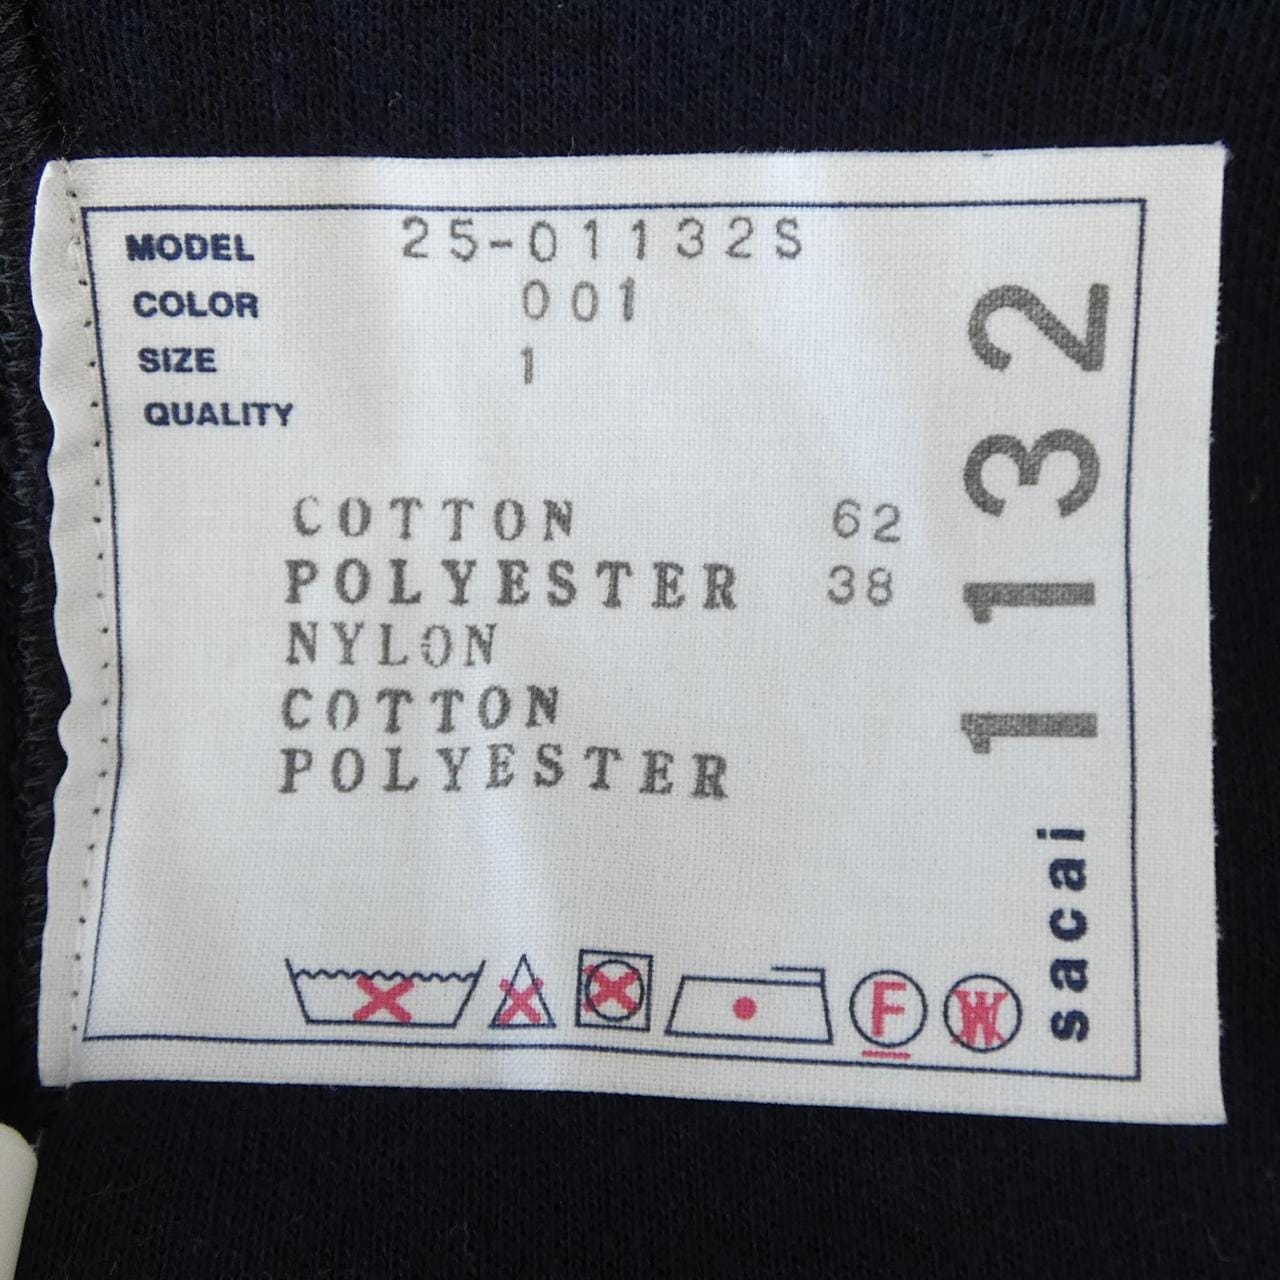 MODEL 25-01132S
COLOR 001
SIZE 1
QUALITY
COTTON 62
POLYESTER 38
NYLON
COTTON
POLYESTER
F
W
sacai 1132